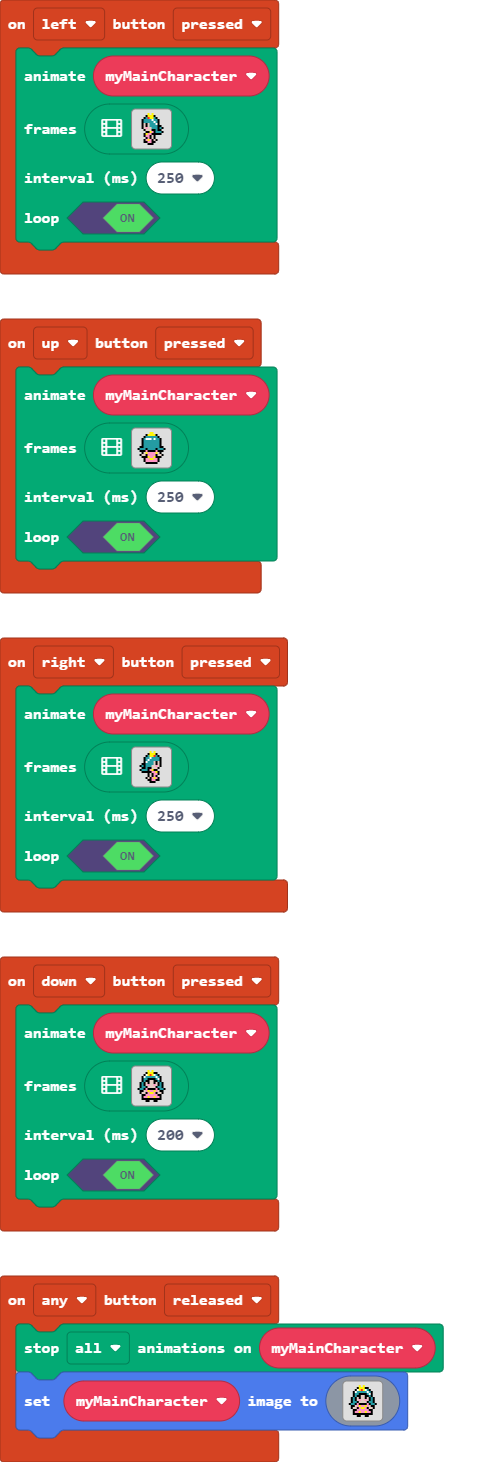 on left button pressed
animate myMainCharacter
frames
interval (ms) 250
loop ON
on up button pressed
animate myMainCharacter
frames
interval (ms) 250
loop ON
on right button pressed
animate myMainCharacter
frames
interval (ms) 250
loop ON
on down button pressed
animate myMainCharacter
frames
interval (ms) 200
loop ON
on any button released
stop all animations on myMainCharacter
set myMainCharacter image to